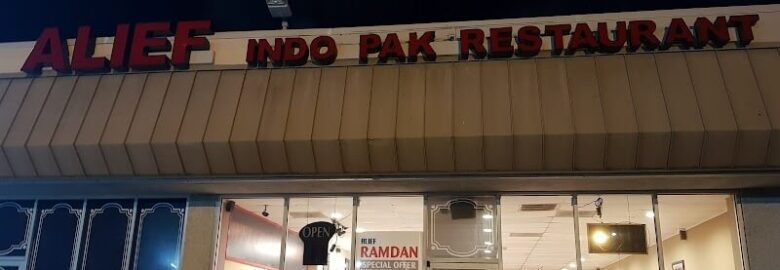 ALIEF INDO PAK RESTAURANT
OPEN
ALIEF
RAMDAN
SPECIAL OFFER